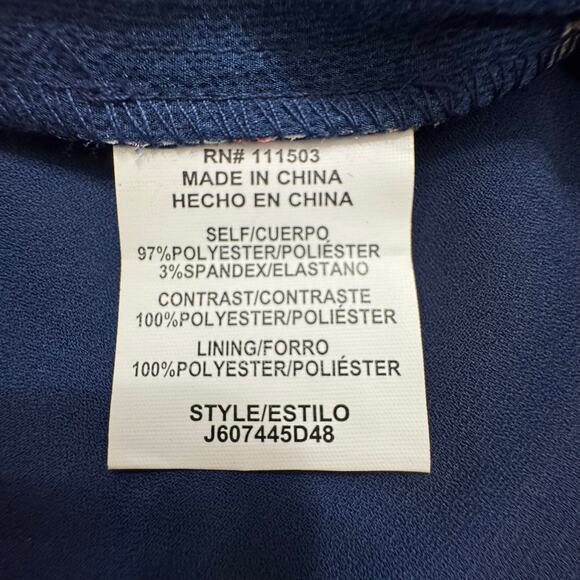 RN# 111503
MADE IN CHINA
HECHO EN CHINA
SELF/CUERPO
97%POLYESTER/POLIÉSTER
3%SPANDEX/ELASTANO
CONTRAST/CONTRASTE
100%POLYESTER/POLIÉSTER
LINING/FORRO
100%POLYESTER/POLIÉSTER
STYLE/ESTILO
J607445D48